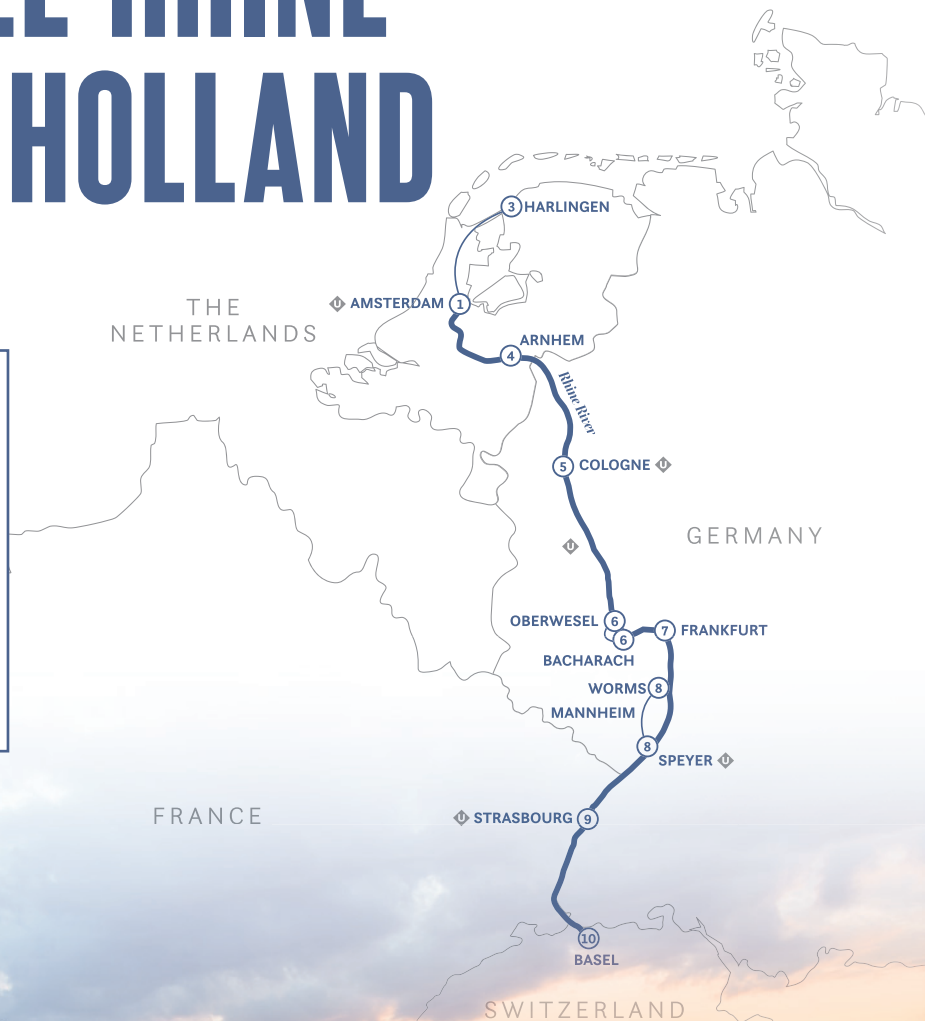 HOLLAND
3 HARLINGEN
THE
NETHERLANDS
U AMSTERDAM 1
ARNHEM
4
Rhine River
5 COLOGNE U
GERMANY
U
OBERWESEL 6
6
7 FRANKFURT
BACHARACH
WORMS 8
MANNHEIM
8
SPEYER U
FRANCE
U STRASBOURG 9
10
BASEL
SWITZERLAND